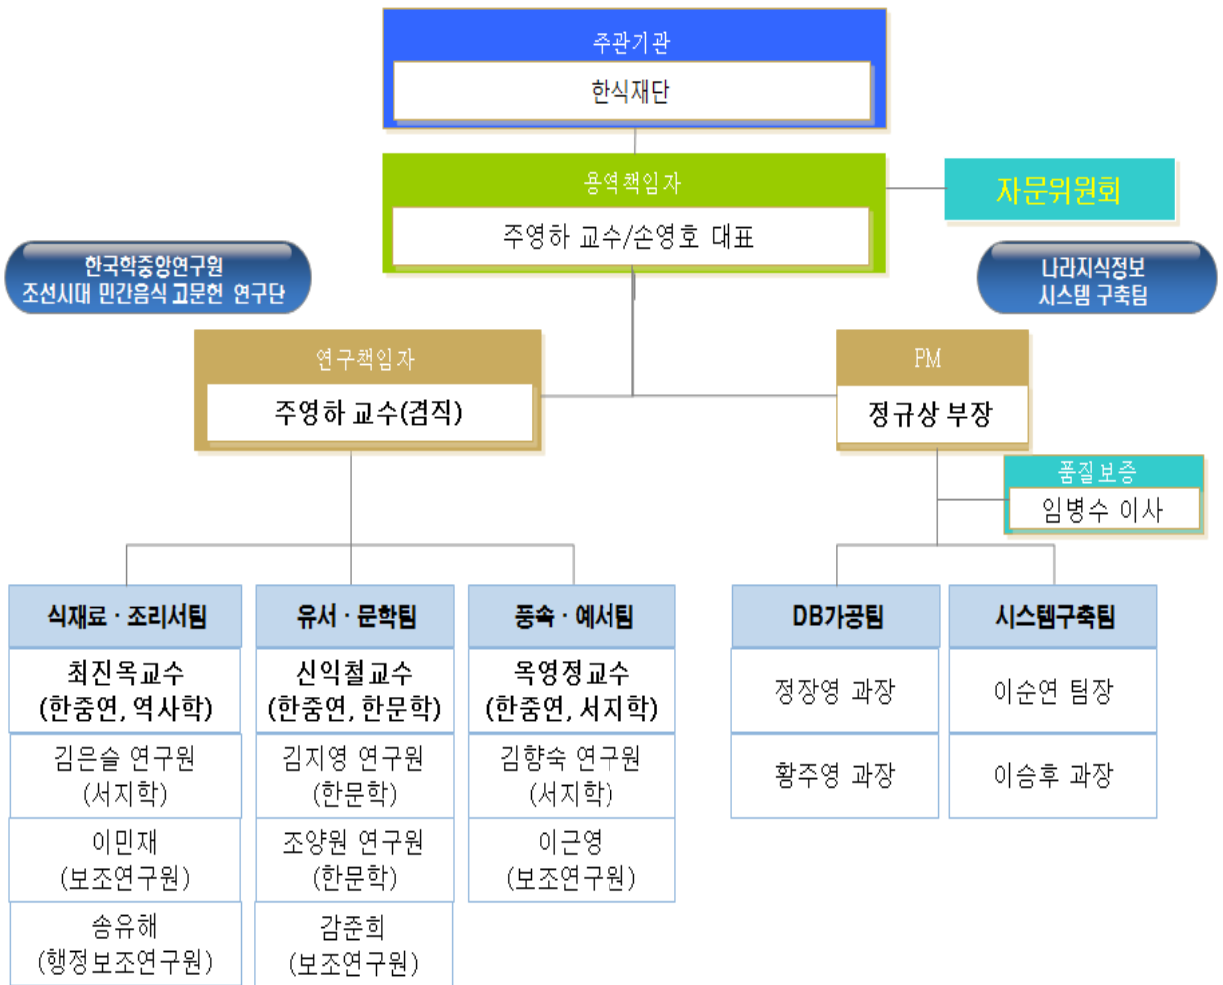 주관기관
한식재단
용역책임자
주영하 교수/손영호 대표
자문위원회
한국학중앙연구원
조선시대 민간음식 고문헌 연구단
나라지식정보
시스템 구축팀
연구책임자
주영하 교수(겸직)
PM
정규상 부장
품질보증
임병수 이사
식재료 · 조리서팀
최진옥교수
(한중연, 역사학)
김은슬 연구원
(서지학)
이민재
(보조연구원)
송유해
(행정보조연구원)
유서 · 문학팀
신익철교수
(한중연, 한문학)
김지영 연구원
(한문학)
조양원 연구원
(한문학)
감준희
(보조연구원)
풍속 · 예서팀
옥영정교수
(한중연, 서지학)
김향숙 연구원
(서지학)
이근영
(보조연구원)
DB가공팀
정장영 과장
황주영 과장
시스템구축팀
이순연 팀장
이승후 과장